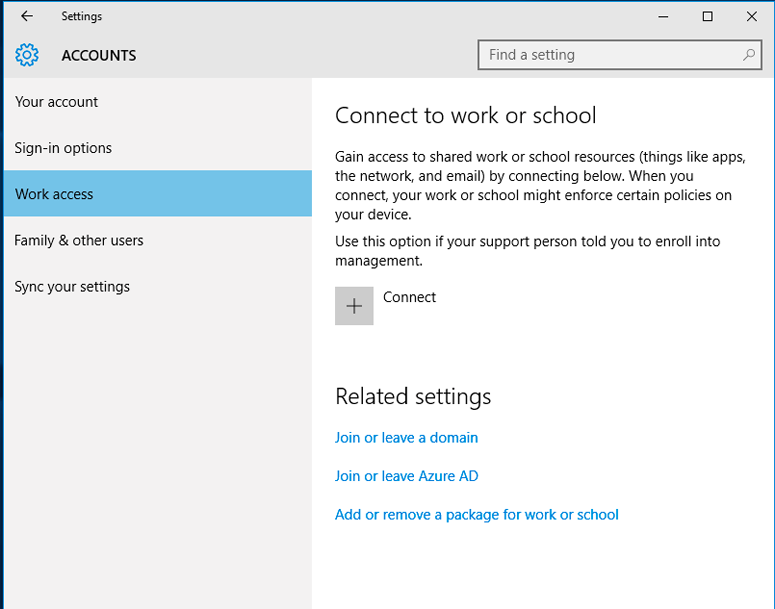 Settings
ACCOUNTS
Find a setting
Your account
Sign-in options
Work access
Family & other users
Sync your settings
Connect to work or school
Gain access to shared work or school resources (things like apps,
the network, and email) by connecting below. When you
connect, your work or school might enforce certain policies on
your device.
Use this option if your support person told you to enroll into
management.
Connect
Related settings
Join or leave a domain
Join or leave Azure AD
Add or remove a package for work or school